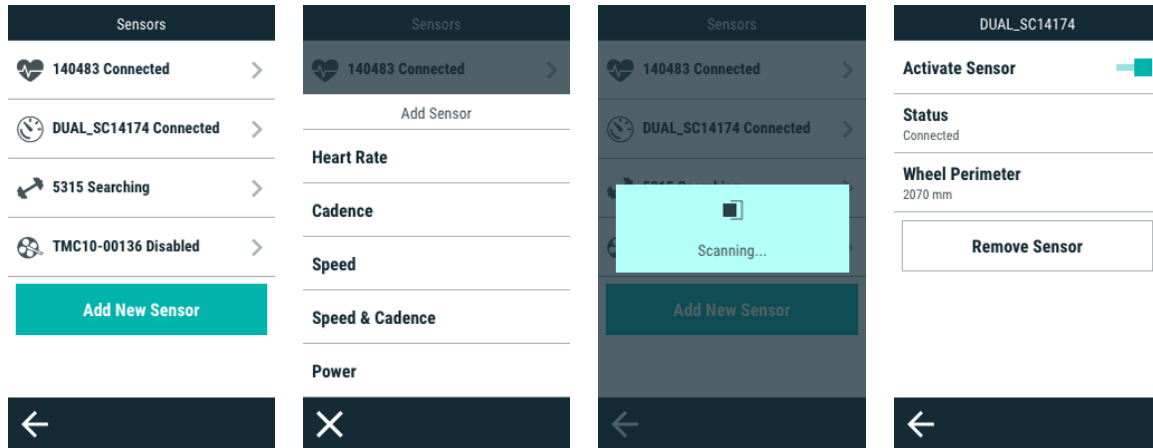 Sensors
140483 Connected
DUAL_SC14174 Connected
5315 Searching
TMC10-00136 Disabled
Add New Sensor
Sensors
140483 Connected
Add Sensor
Heart Rate
Cadence
Speed
Speed & Cadence
Power
Sensors
140483 Connected
DUAL_SC14174 Connected
Scanning...
Add New Sensor
DUAL_SC14174
Activate Sensor
Status
Connected
Wheel Perimeter
2070 mm
Remove Sensor